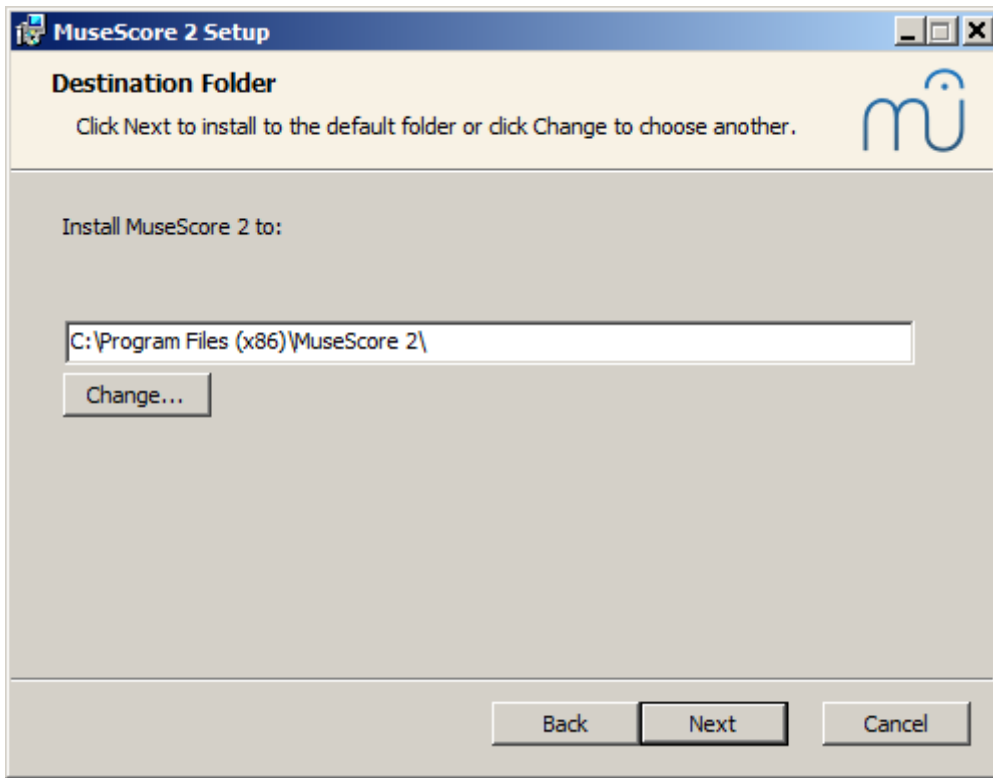 MuseScore 2 Setup
Destination Folder
Click Next to install to the default folder or click Change to choose another.
Install MuseScore 2 to:
C:\Program Files (x86)\MuseScore 2\
Change...
Back Next Cancel